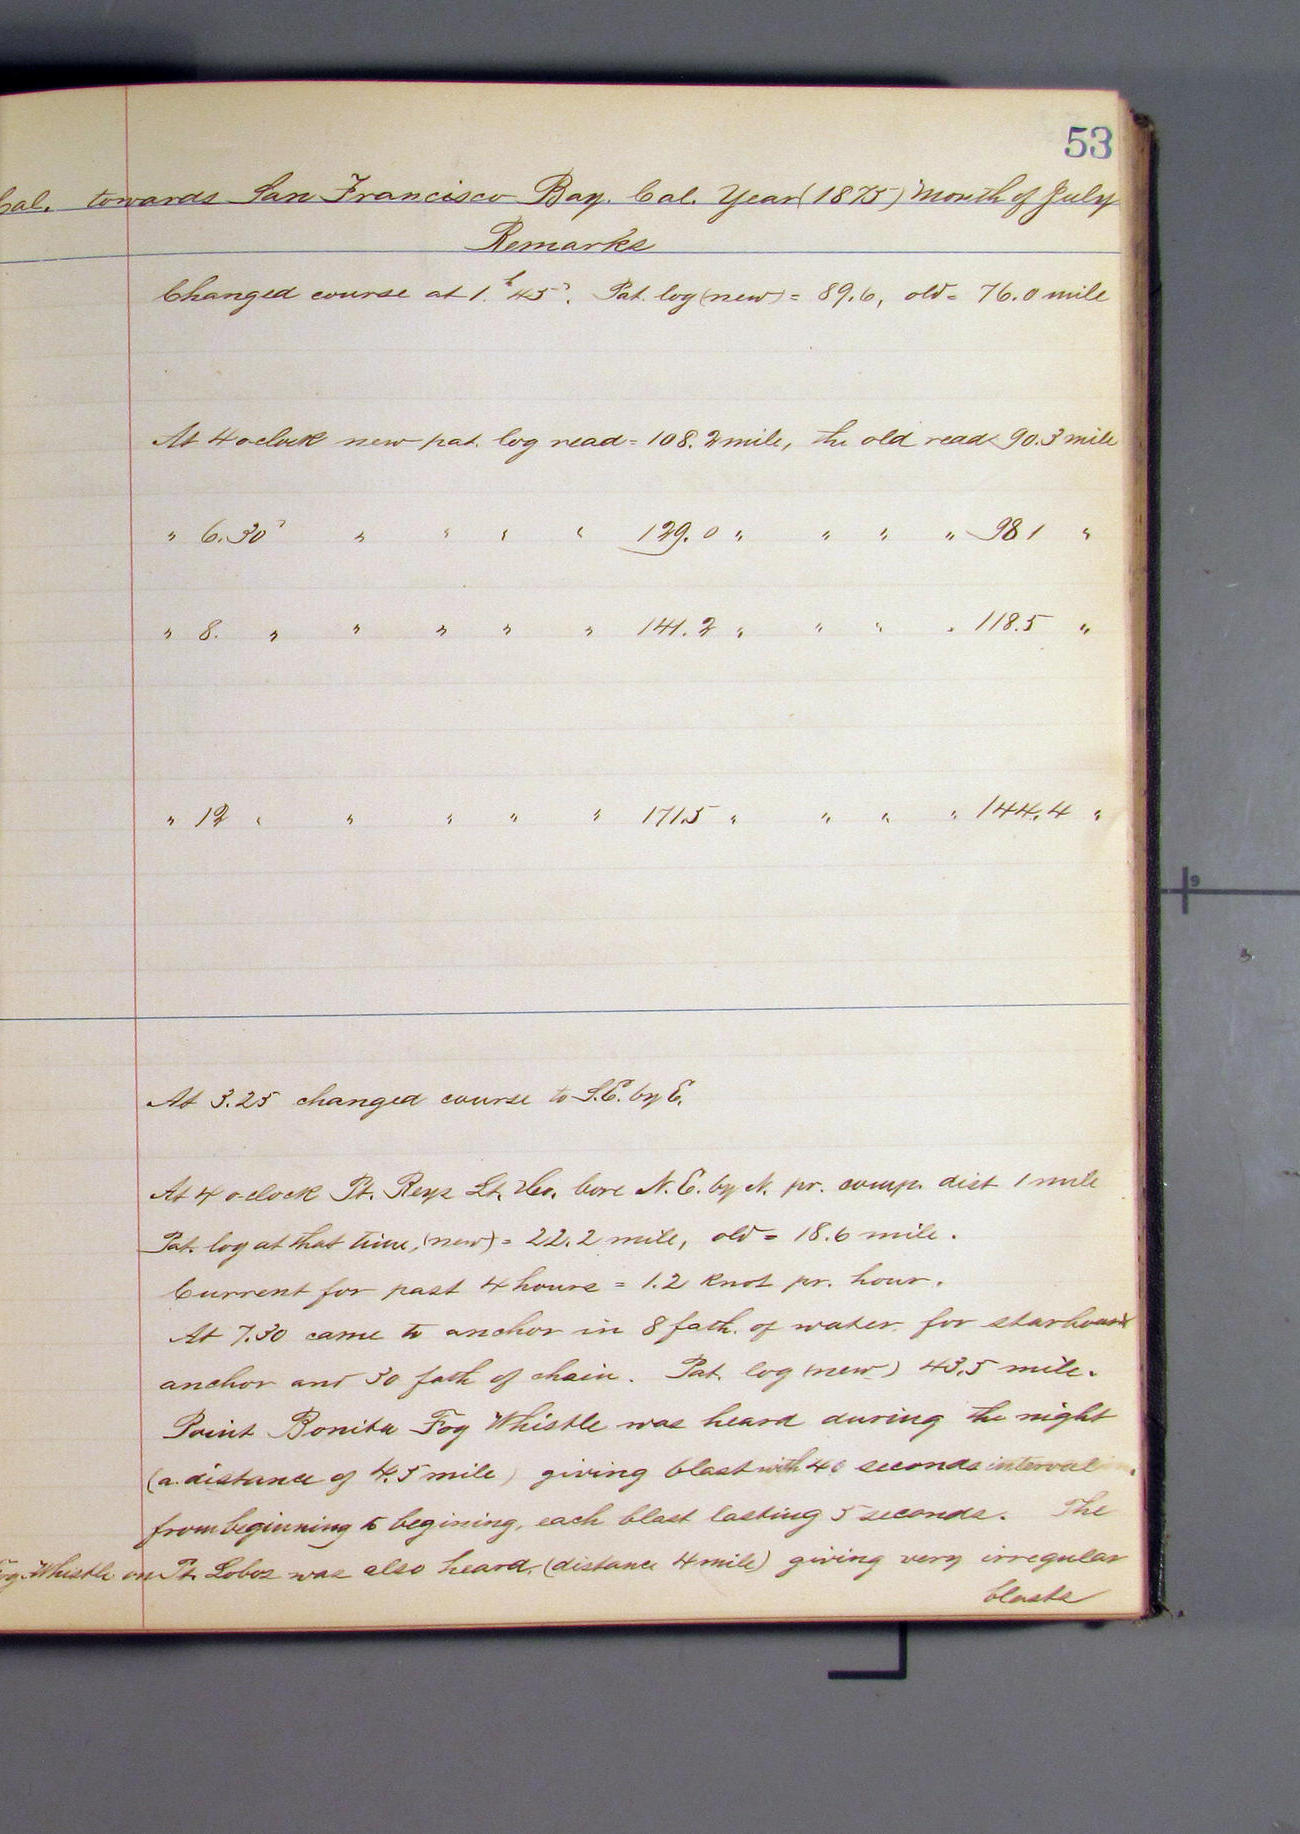 53
Cal. towards San Francisco Bay. Cal. Year (1875) Month of July
Remarks
Changed course at 1.h 45'. Pat. log (new) = 89.6, old = 76.0 mile
At 4 oclock new pat. log read = 108.2 mile, the old read 90.3 mile
" 6.30' " " " " 129.0 " " " " 98 1 "
" 8. " " " " " 141.2 " " " " 118.5 "
" 12 " " " " " 171.5 " " " " 144.4 "
At 3.25 changed course to S.E. by E.
At 4 o-clock Pt. Reys Lt. Ho. bore N.E. by N. pr. comp. dist 1 mile
Pat. log at that time, (new) = 22.2 mile, old = 18.6 mile.
Current for past 4 hours = 1.2 knot pr. hour.
At 7.30 came to anchor in 8 fath. of water for starboard
anchor and 30 fath of chain. Pat. log (new) 43.5 mile.
Point Bonita Fog Whistle was heard during the night
(a distance of 4.5 mile) giving blast with 40 seconds interval
from beginning to begining, each blast lasting 5 seconds. The
Fog Whistle on Pt. Lobos was also heard, (distance 4 mile) giving very irregular
blasts